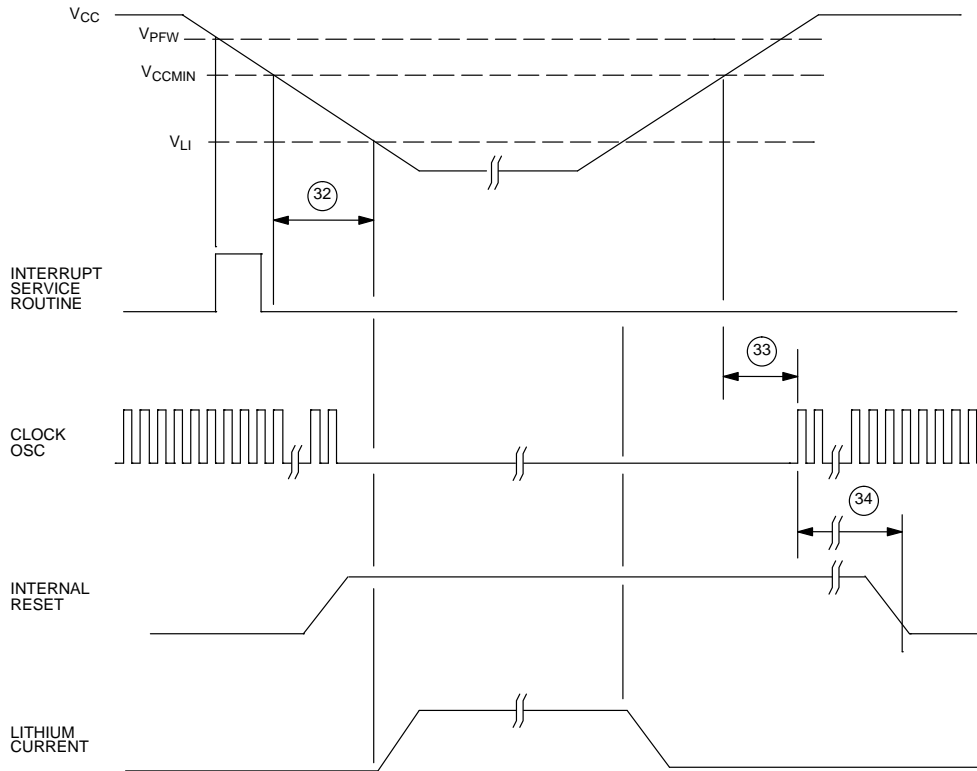 VCC
VPFW
VCCMIN
VLI
32
INTERRUPT
SERVICE
ROUTINE
33
CLOCK
OSC
34
INTERNAL
RESET
LITHIUM
CURRENT